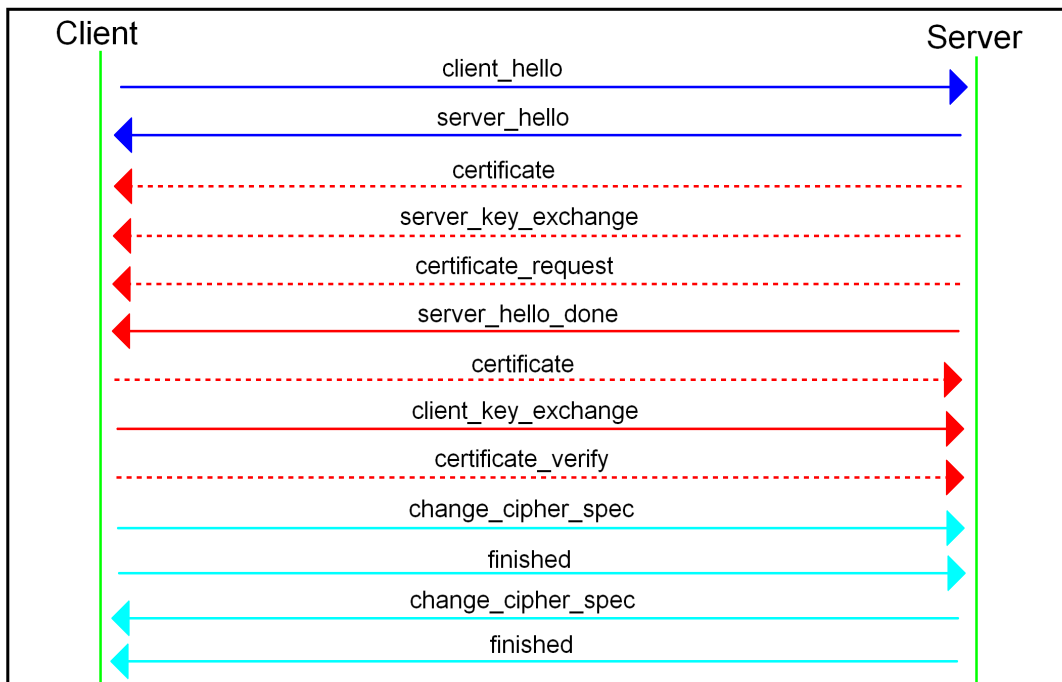 Client
Server
client_hello
server_hello
certificate
server_key_exchange
certificate_request
server_hello_done
certificate
client_key_exchange
certificate_verify
change_cipher_spec
finished
change_cipher_spec
finished